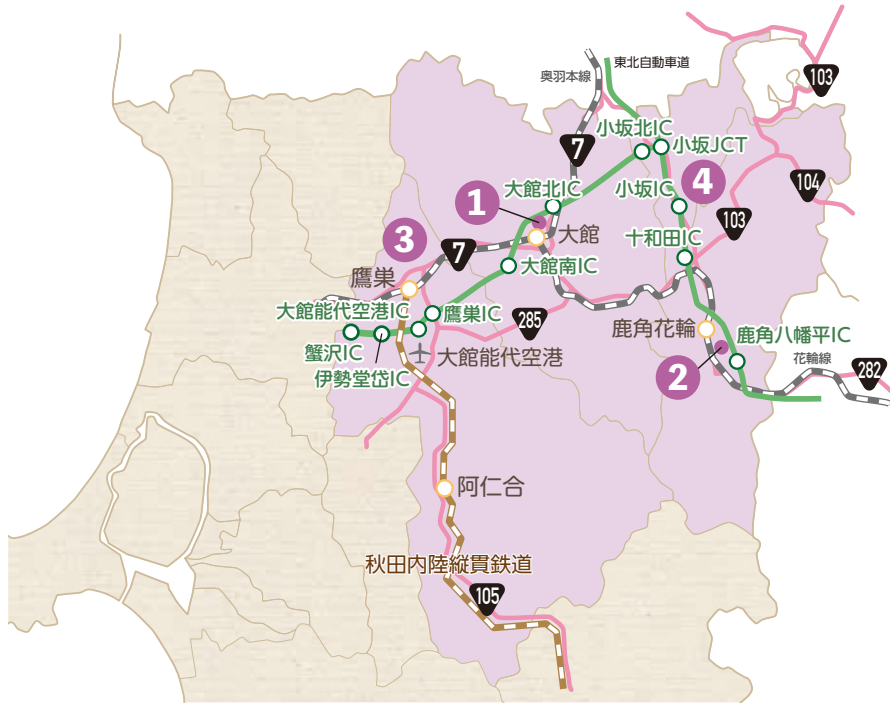 東北自動車道
奥羽本線
103
小坂北IC
小坂JCT
7
104
大館北IC
小坂IC
4
1
103
3
7
大館
十和田IC
大館南IC
鷹巣
大館能代空港IC
鷹巣IC
285
鹿角花輪
鹿角八幡平IC
蟹沢IC
大館能代空港
花輪線
伊勢堂岱IC
2
282
阿仁合
秋田内陸縦貫鉄道
105